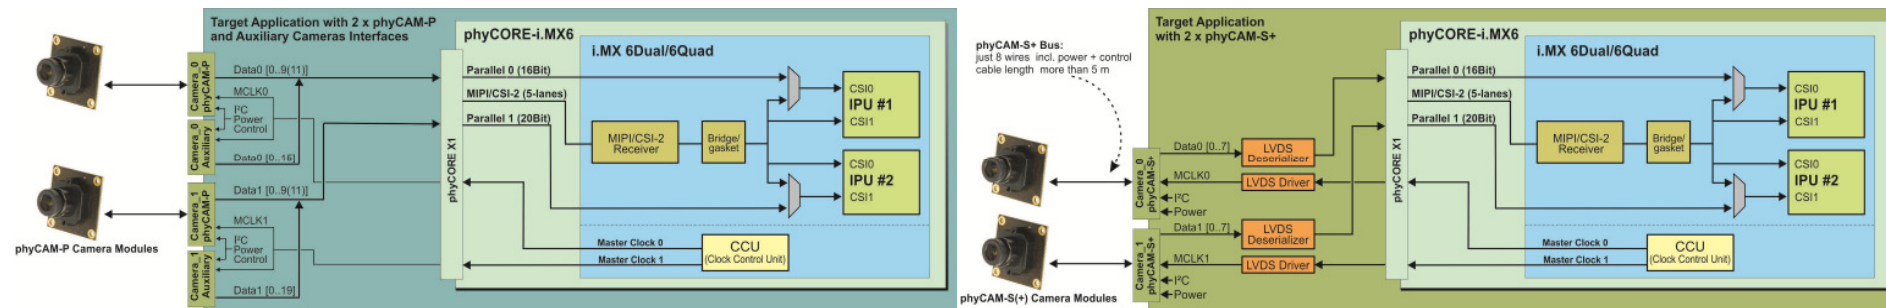 Target Application with 2 x phyCAM-P
and Auxiliary Cameras Interfaces
phyCORE-i.MX6
i.MX 6Dual/6Quad
Camera_0
phyCAM-P
Data0 [0..9(11)]
MCLK0
I²C
Power
Control
Camera_0
Auxiliary
Data0 [0..16]
Camera_1
phyCAM-P
Data1 [0..9(11)]
MCLK1
I²C
Power
Control
Camera_1
Auxiliary
Data1 [0..19]
phyCAM-P Camera Modules
phyCORE X1
Parallel 0 (16Bit)
MIPI/CSI-2 (5-lanes)
Parallel 1 (20Bit)
MIPI/CSI-2
Receiver
Bridge/
gasket
CSI0
IPU #1
CSI1
CSI0
IPU #2
CSI1
Master Clock 0
Master Clock 1
CCU
(Clock Control Unit)
Target Application
with 2 x phyCAM-S+
phyCORE-i.MX6
i.MX 6Dual/6Quad
phyCAM-S+ Bus:
just 8 wires incl. power + control
cable length more than 5 m
Camera_0
phyCAM-S+
Data0 [0..7]
LVDS
Deserializer
MCLK0
LVDS Driver
I²C
Power
Camera_1
phyCAM-S+
Data1 [0..7]
LVDS
Deserializer
MCLK1
LVDS Driver
I²C
Power
phyCAM-S(+) Camera Modules
phyCORE X1
Parallel 0 (16Bit)
MIPI/CSI-2 (5-lanes)
Parallel 1 (20Bit)
MIPI/CSI-2
Receiver
Bridge/
gasket
CSI0
IPU #1
CSI1
CSI0
IPU #2
CSI1
Master Clock 0
Master Clock 1
CCU
(Clock Control Unit)